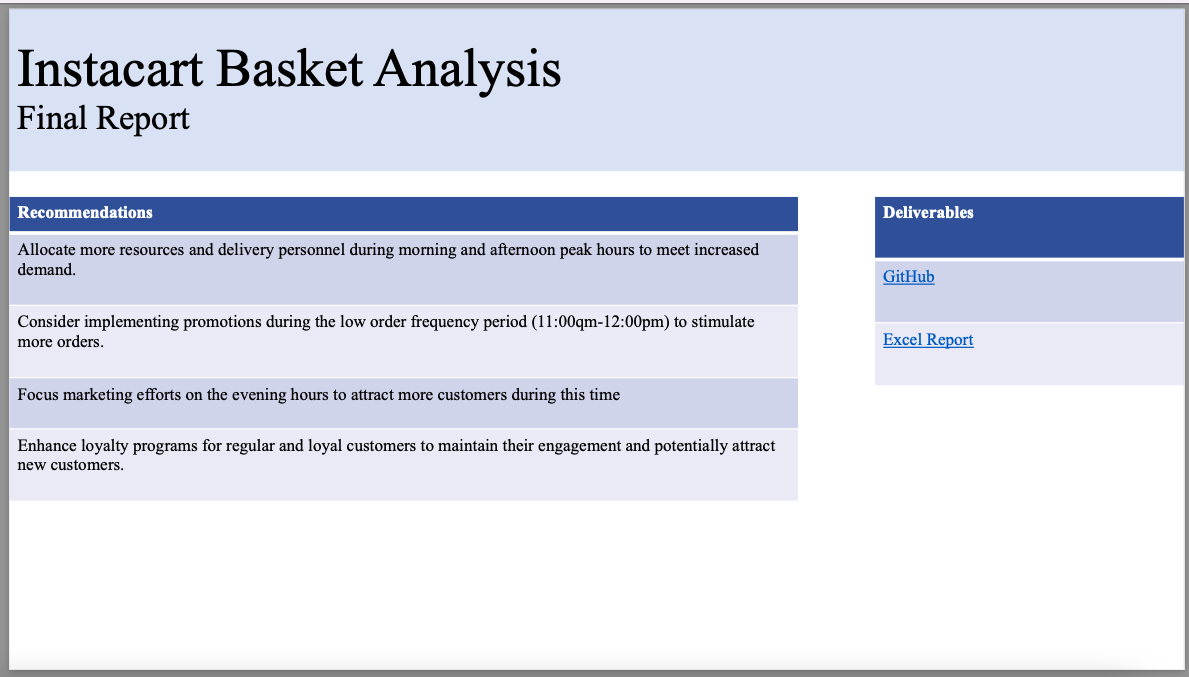 Instacart Basket Analysis
Final Report
Recommendations
Allocate more resources and delivery personnel during morning and afternoon peak hours to meet increased
demand.
Consider implementing promotions during the low order frequency period (11:00qm-12:00pm) to stimulate
more orders.
Focus marketing efforts on the evening hours to attract more customers during this time
Enhance loyalty programs for regular and loyal customers to maintain their engagement and potentially attract
new customers.
Deliverables
GitHub
Excel Report